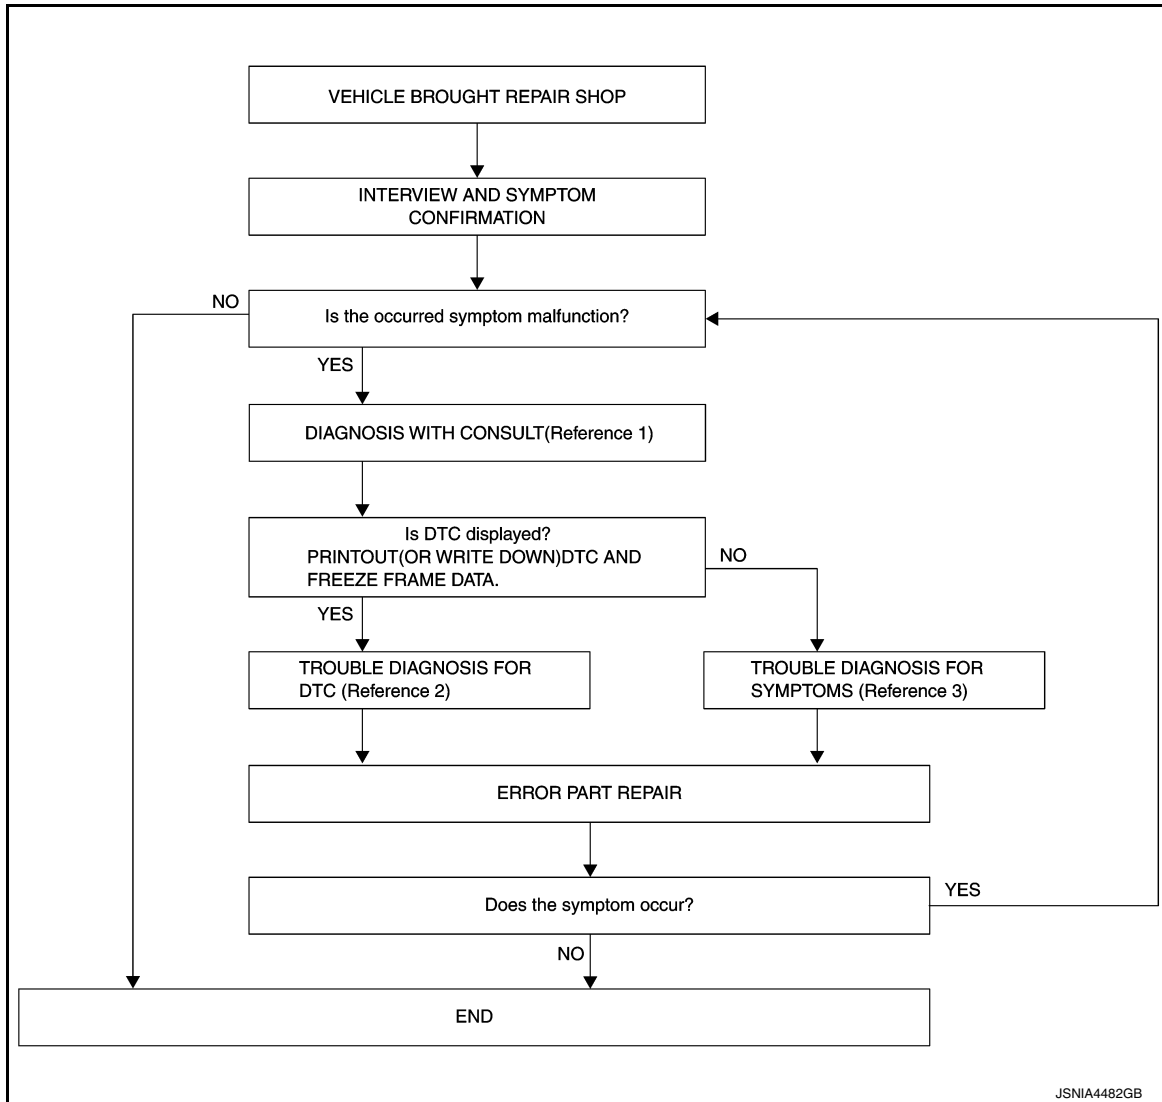 VEHICLE BROUGHT REPAIR SHOP
INTERVIEW AND SYMPTOM
CONFIRMATION
NO
Is the occurred symptom malfunction?
YES
DIAGNOSIS WITH CONSULT(Reference 1)
Is DTC displayed?
PRINTOUT(OR WRITE DOWN)DTC AND
FREEZE FRAME DATA.
NO
YES
TROUBLE DIAGNOSIS FOR
DTC (Reference 2)
TROUBLE DIAGNOSIS FOR
SYMPTOMS (Reference 3)
ERROR PART REPAIR
Does the symptom occur?
YES
NO
END
JSNIA4482GB